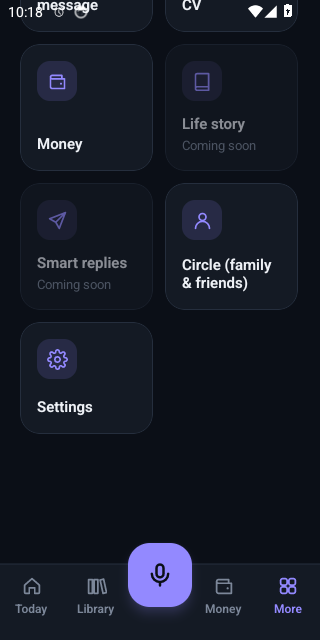 10:18
message
CV
Money
Life story
Coming soon
Smart replies
Coming soon
Circle (family
& friends)
Settings
Today
Library
Money
More